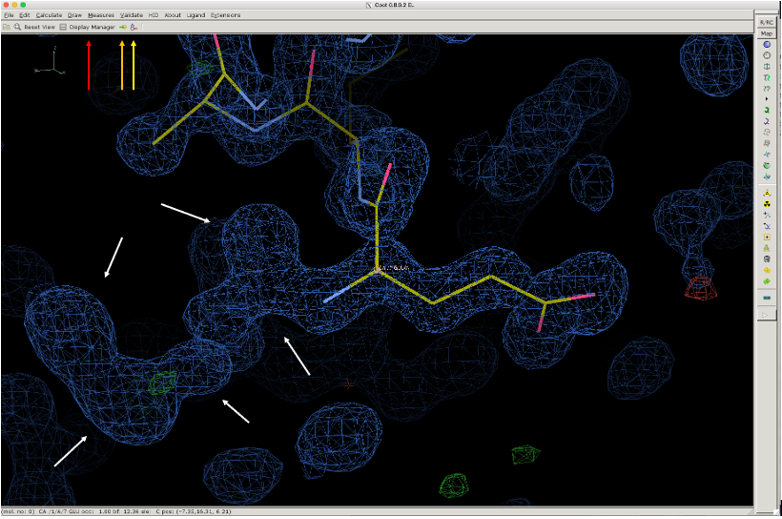 Coot 0.8.9.2 EL
File Edit Calculate Draw Measures Validate HID About Ligand Extensions
Reset View Display Manager
R/RC
Map
(mol. no: 0) CA /1/A/7 GLU occ: 1.00 bf: 12.36 ele: C pos: (-7.35,16.31, 6.21)